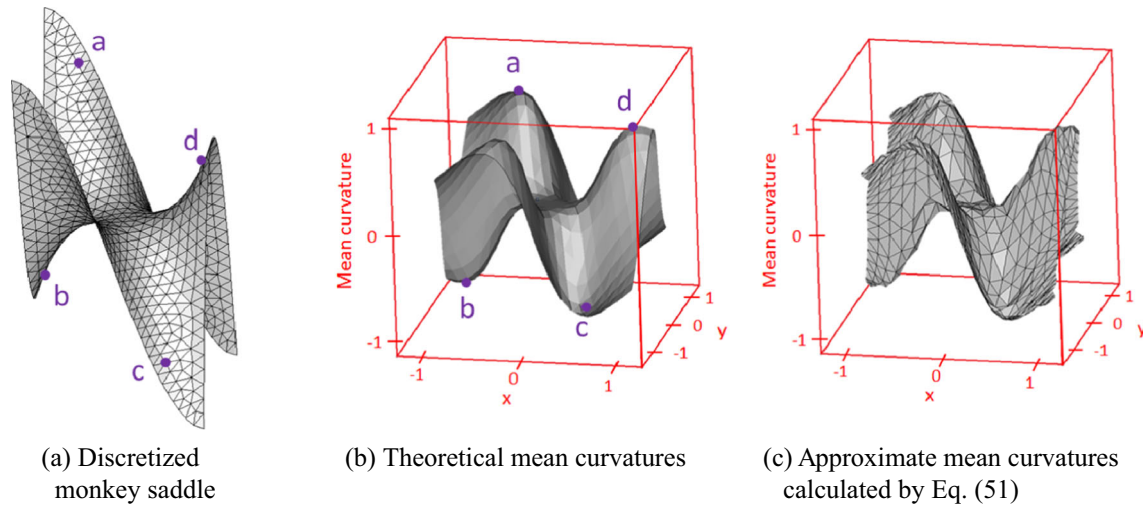 a
d
b
c
a
d
b
c
Mean curvature
1
0
-1
-1
0
1
x
-1
0
1
y
Mean curvature
1
0
-1
-1
0
1
x
-1
0
1
y
(a) Discretized
monkey saddle
(b) Theoretical mean curvatures
(c) Approximate mean curvatures
calculated by Eq. (51)